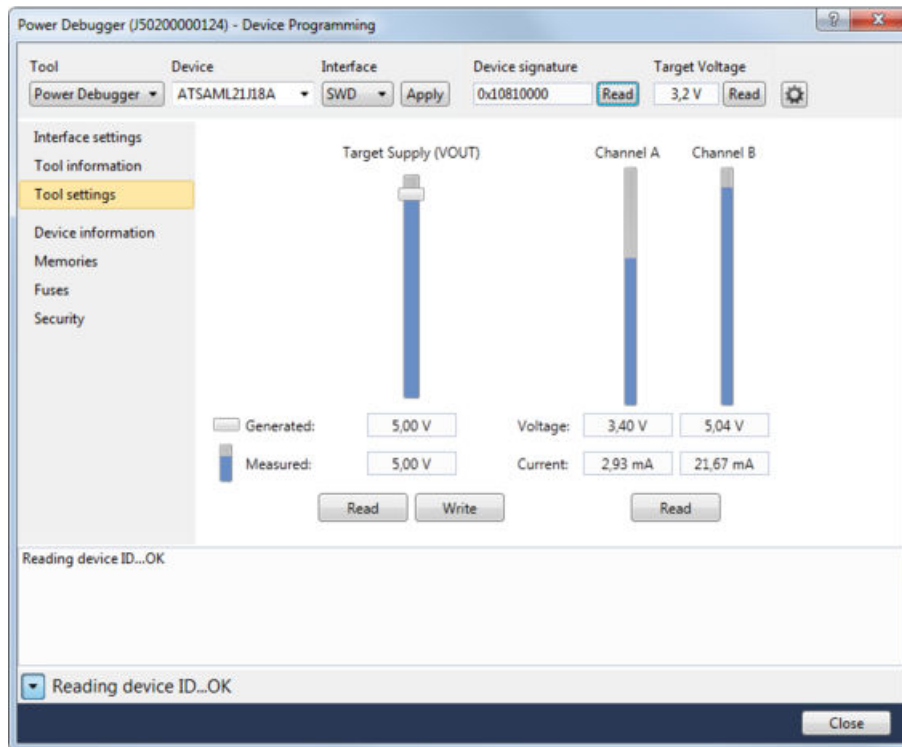 Power Debugger (J50200000124) - Device Programming
Tool Device Interface Device signature Target Voltage
Power Debugger ATSAML21J18A SWD Apply 0x10810000 Read 3,2 V Read
Interface settings
Tool information
Tool settings
Device information
Memories
Fuses
Security
Target Supply (VOUT) Channel A Channel B
Generated: 5,00 V Voltage: 3,40 V 5,04 V
Measured: 5,00 V Current: 2,93 mA 21,67 mA
Read Write Read
Reading device ID...OK
Reading device ID...OK
Close